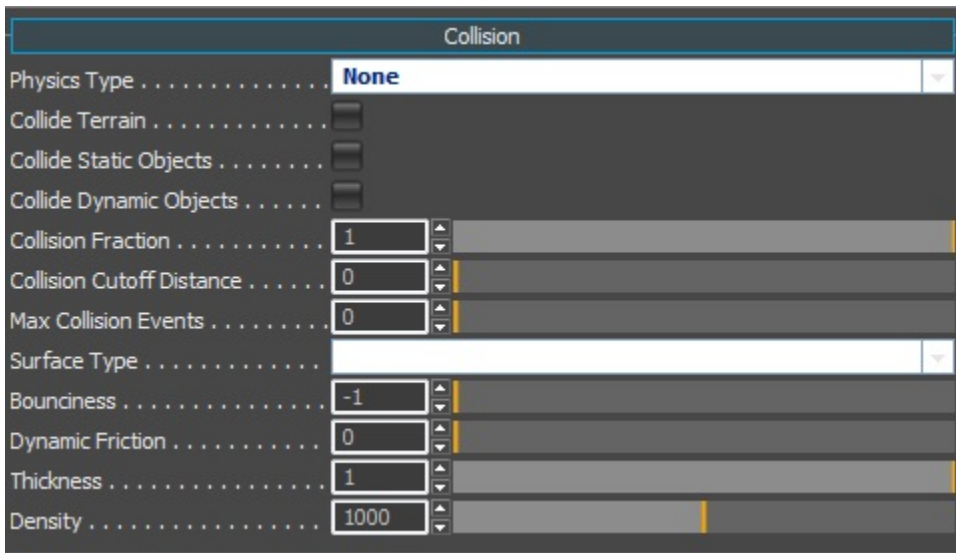 Collision
Physics Type . . . . . . . . . . . . . . None
Collide Terrain . . . . . . . . . . . . .
Collide Static Objects . . . . . . . .
Collide Dynamic Objects . . . . . .
Collision Fraction . . . . . . . . . . . 1
Collision Cutoff Distance . . . . . . 0
Max Collision Events . . . . . . . . . 0
Surface Type . . . . . . . . . . . . . .
Bounciness . . . . . . . . . . . . . . . -1
Dynamic Friction . . . . . . . . . . . 0
Thickness . . . . . . . . . . . . . . . . 1
Density . . . . . . . . . . . . . . . . . 1000